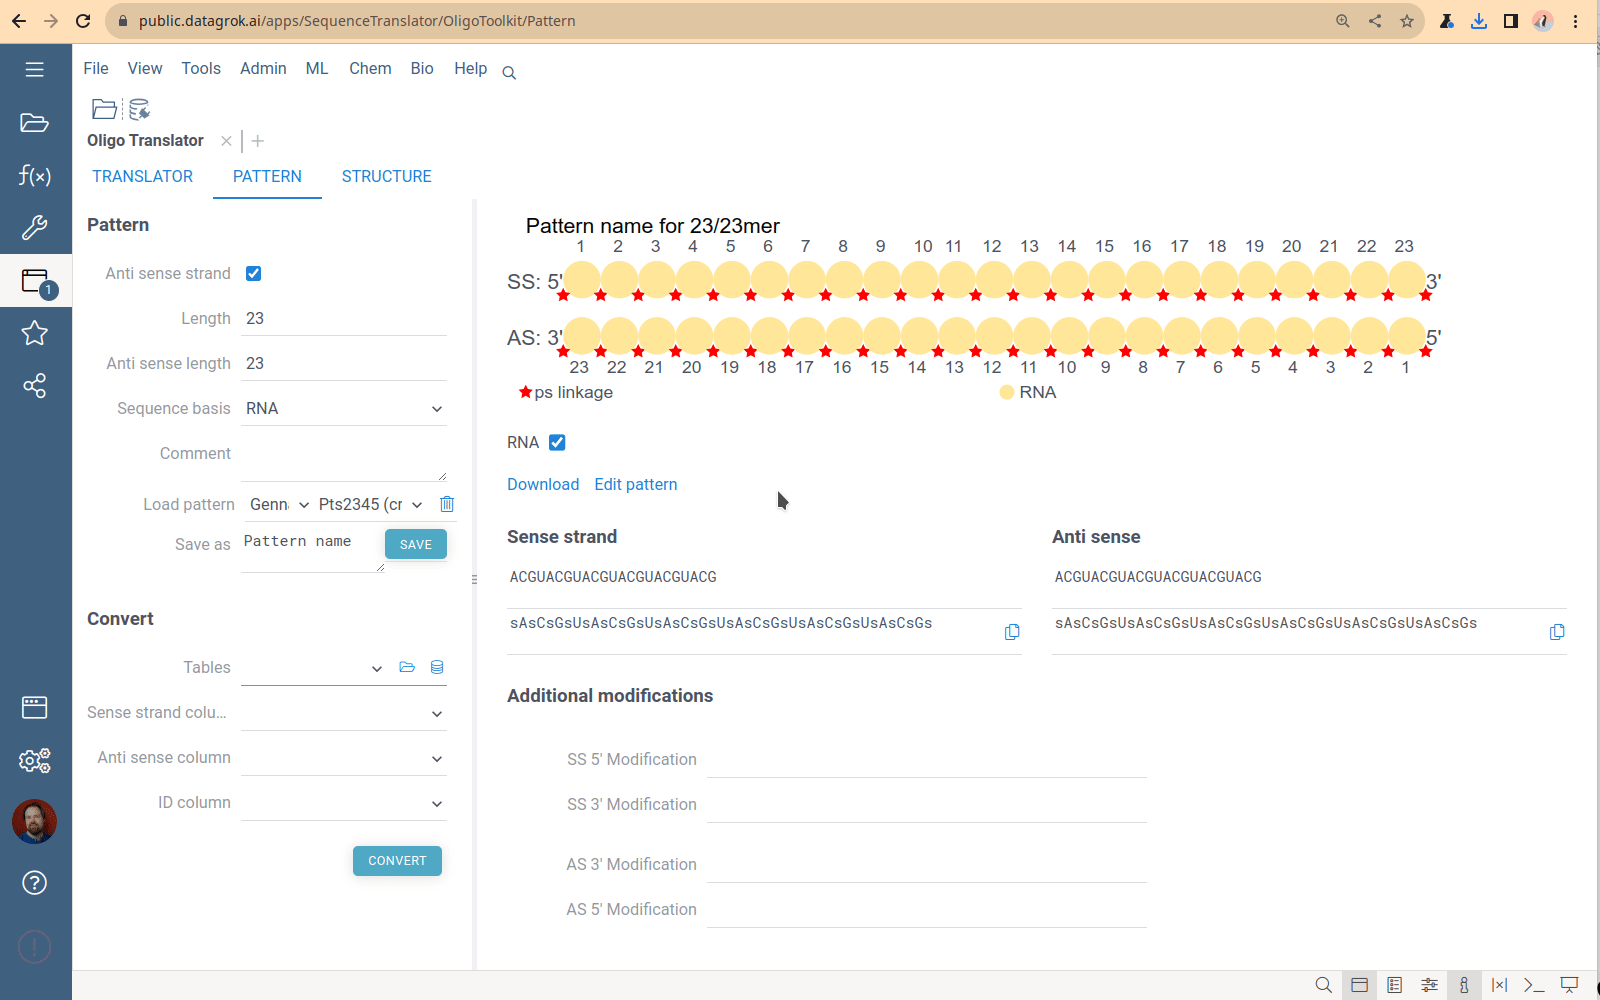 public.datagrok.ai/apps/SequenceTranslator/OligoToolkit/Pattern
File View Tools Admin ML Chem Bio Help
Oligo Translator
TRANSLATOR PATTERN STRUCTURE
f(x)
1
Pattern
Anti sense strand
Length 23
Anti sense length 23
Sequence basis RNA
Comment
Load pattern Genn Pts2345 (cr
Save as Pattern name SAVE
Convert
Tables
Sense strand colu...
Anti sense column
ID column
CONVERT
Pattern name for 23/23mer
1 2 3 4 5 6 7 8 9 10 11 12 13 14 15 16 17 18 19 20 21 22 23
SS: 5' 3'
AS: 3' 5'
23 22 21 20 19 18 17 16 15 14 13 12 11 10 9 8 7 6 5 4 3 2 1
ps linkage RNA
RNA
Download Edit pattern
Sense strand Anti sense
ACGUACGUACGUACGUACGUACG ACGUACGUACGUACGUACGUACG
sAsCsGsUsAsCsGsUsAsCsGsUsAsCsGsUsAsCsGsUsAsCsGs sAsCsGsUsAsCsGsUsAsCsGsUsAsCsGsUsAsCsGsUsAsCsGs
Additional modifications
SS 5' Modification
SS 3' Modification
AS 3' Modification
AS 5' Modification